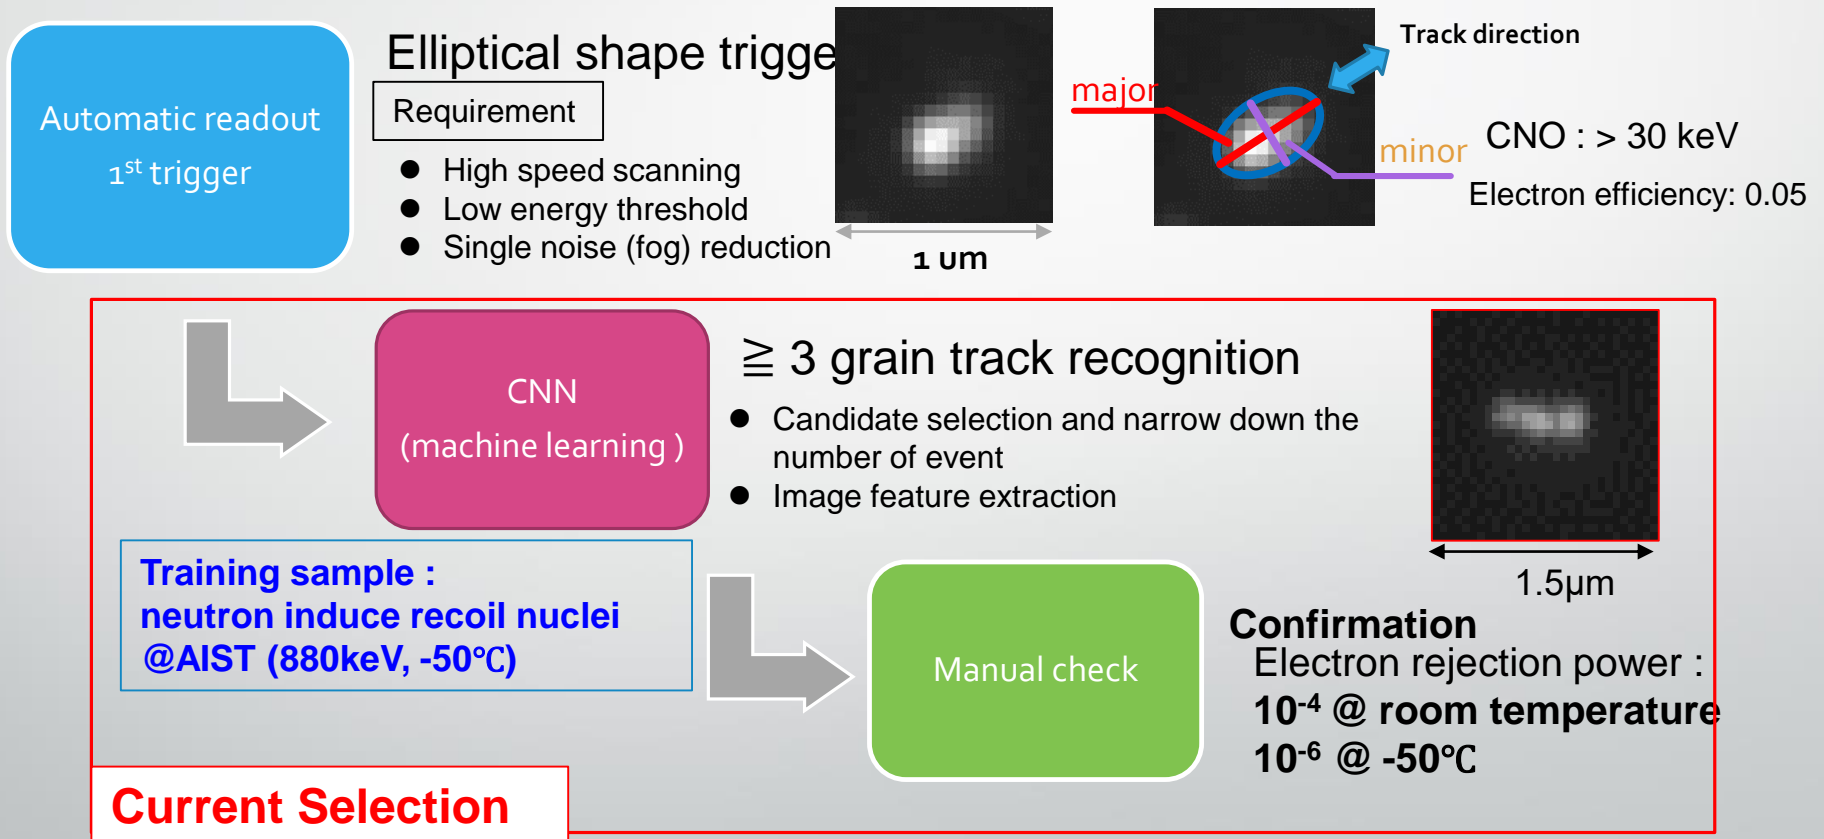 Automatic readout
1st trigger
Elliptical shape trigge
Requirement
● High speed scanning
● Low energy threshold
● Single noise (fog) reduction
1 um
major
Track direction
minor
CNO : > 30 keV
Electron efficiency: 0.05
CNN
(machine learning )
≧ 3 grain track recognition
● Candidate selection and narrow down the
number of event
● Image feature extraction
1.5μm
Training sample :
neutron induce recoil nuclei
@AIST (880keV, -50℃)
Manual check
Confirmation
Electron rejection power :
10-4 @ room temperature
10-6 @ -50℃
Current Selection